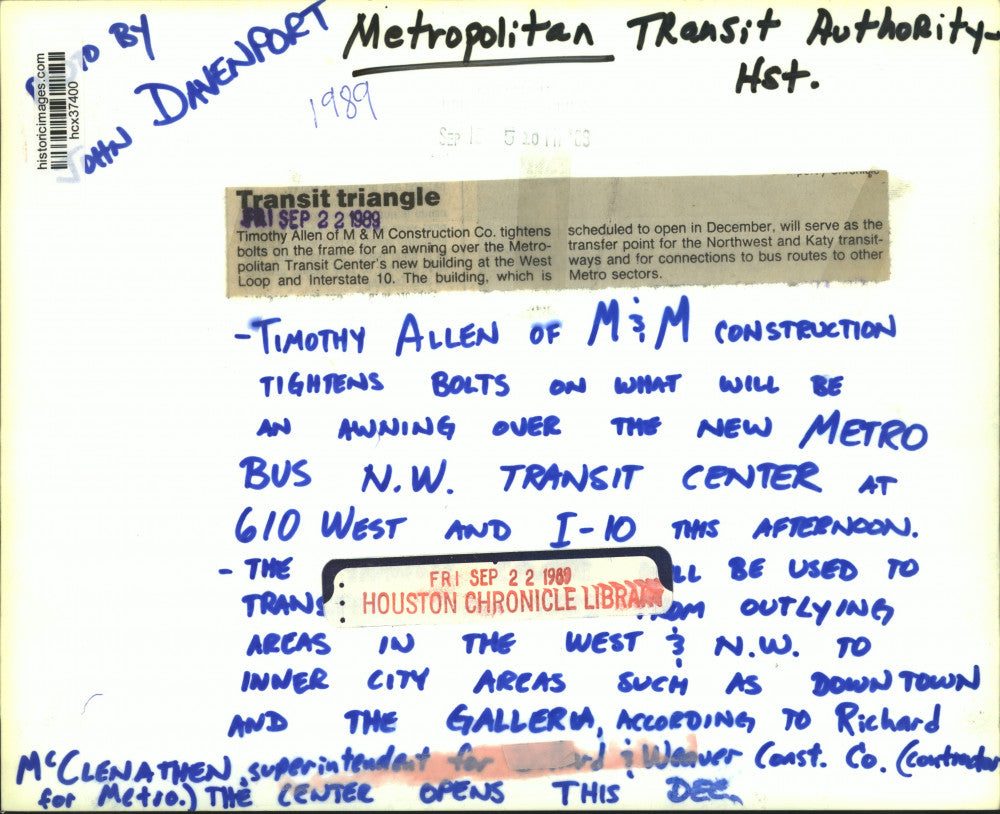 PHOTO BY
JOHN DAVENPORT
historicimages.com
hcx37400
Metropolitan Transit Authority-
Hst.
1989
SEP
Transit triangle
FRI SEP 22 1989
Timothy Allen of M & M Construction Co. tightens
bolts on the frame for an awning over the Metro-
politan Transit Center's new building at the West
Loop and Interstate 10. The building, which is
scheduled to open in December, will serve as the
transfer point for the Northwest and Katy transit-
ways and for connections to bus routes to other
Metro sectors.
-TIMOTHY ALLEN OF M & M CONSTRUCTION
TIGHTENS BOLTS ON WHAT WILL BE
AN AWNING OVER THE NEW METRO
BUS N.W. TRANSIT CENTER AT
610 WEST AND I-10 THIS AFTERNOON.
- THE LL BE USED TO
TRANS OM OUTLYING
FRI SEP 22 1989
HOUSTON CHRONICLE LIBRARY
AREAS IN THE WEST & N.W. TO
INNER CITY AREAS SUCH AS DOWNTOWN
AND THE GALLERIA, ACCORDING TO Richard
McCLENATHEN, superintendent for rd & Weaver Const. Co. (contractor
for Metro.) THE CENTER OPENS THIS DEC.